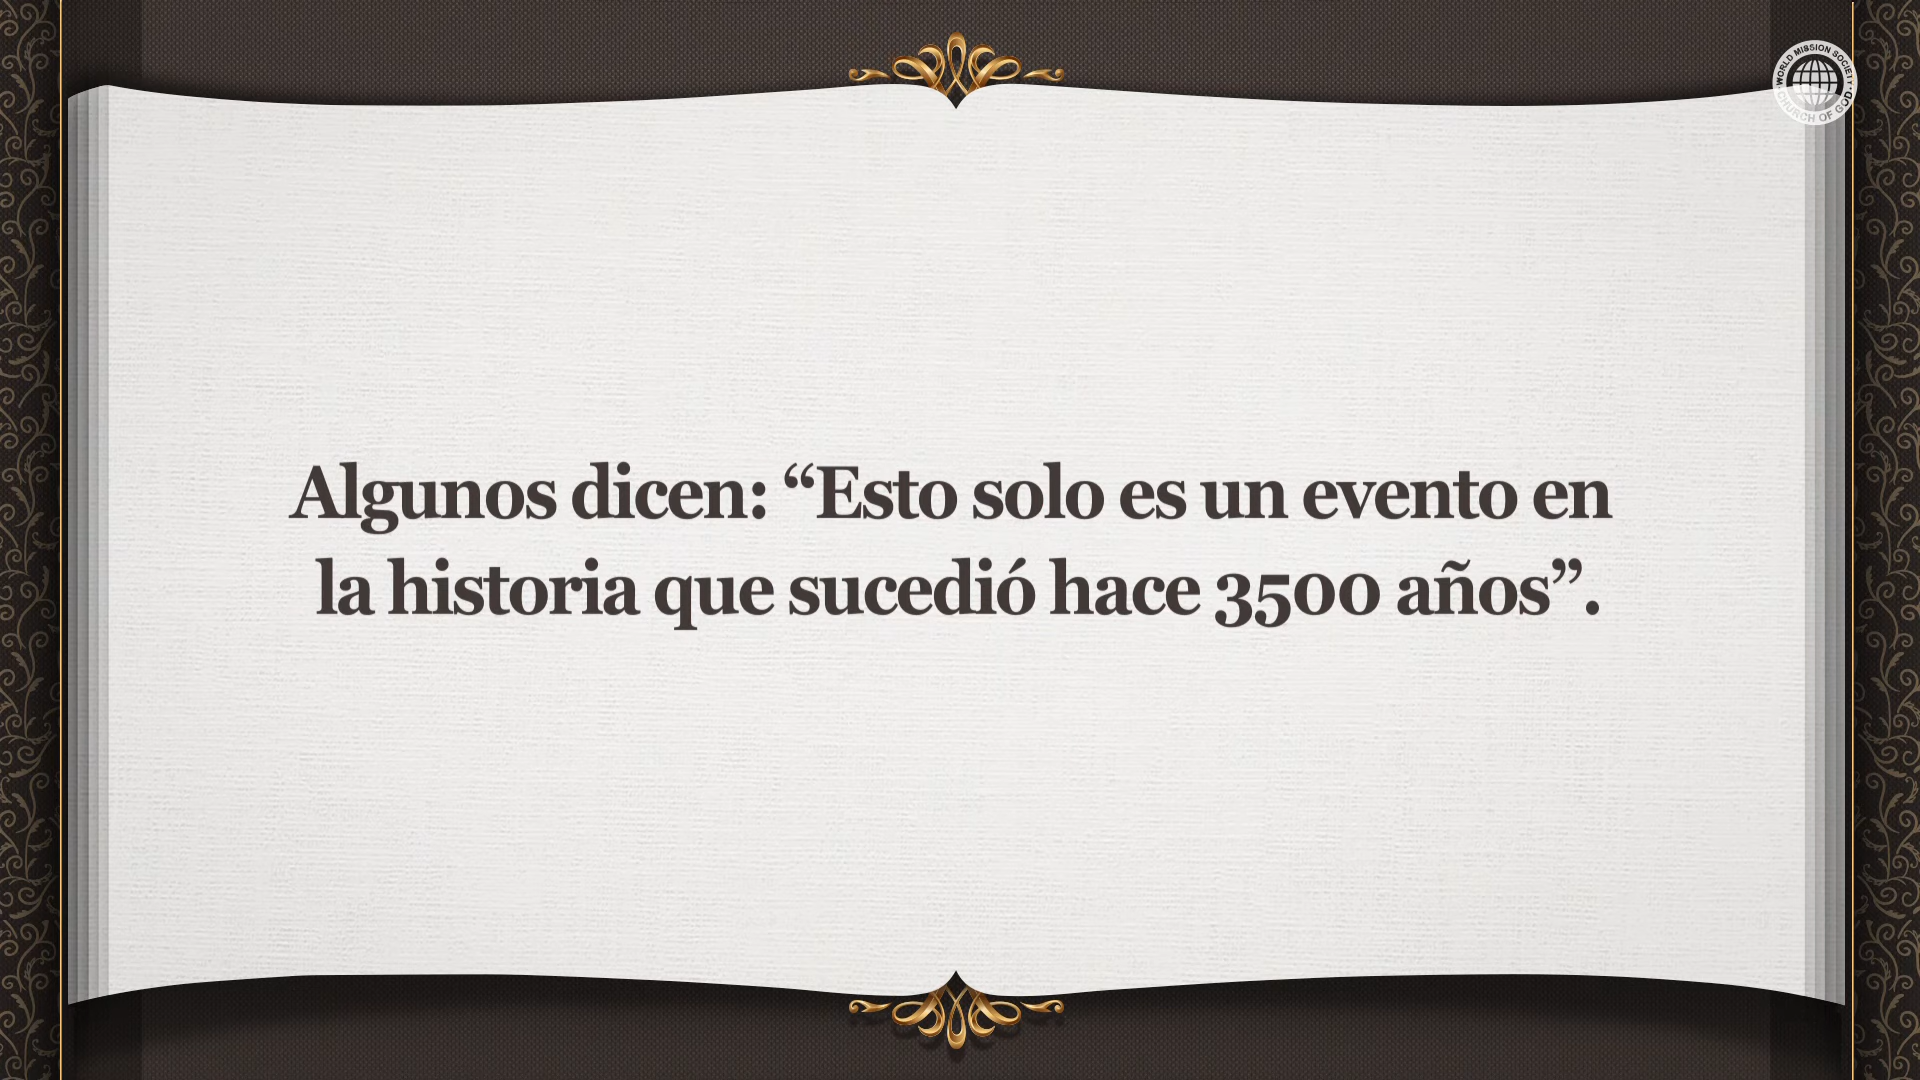 WORLD MISSION SOCIETY
CHURCH OF GOD
Algunos dicen: “Esto solo es un evento en
la historia que sucedió hace 3500 años”.